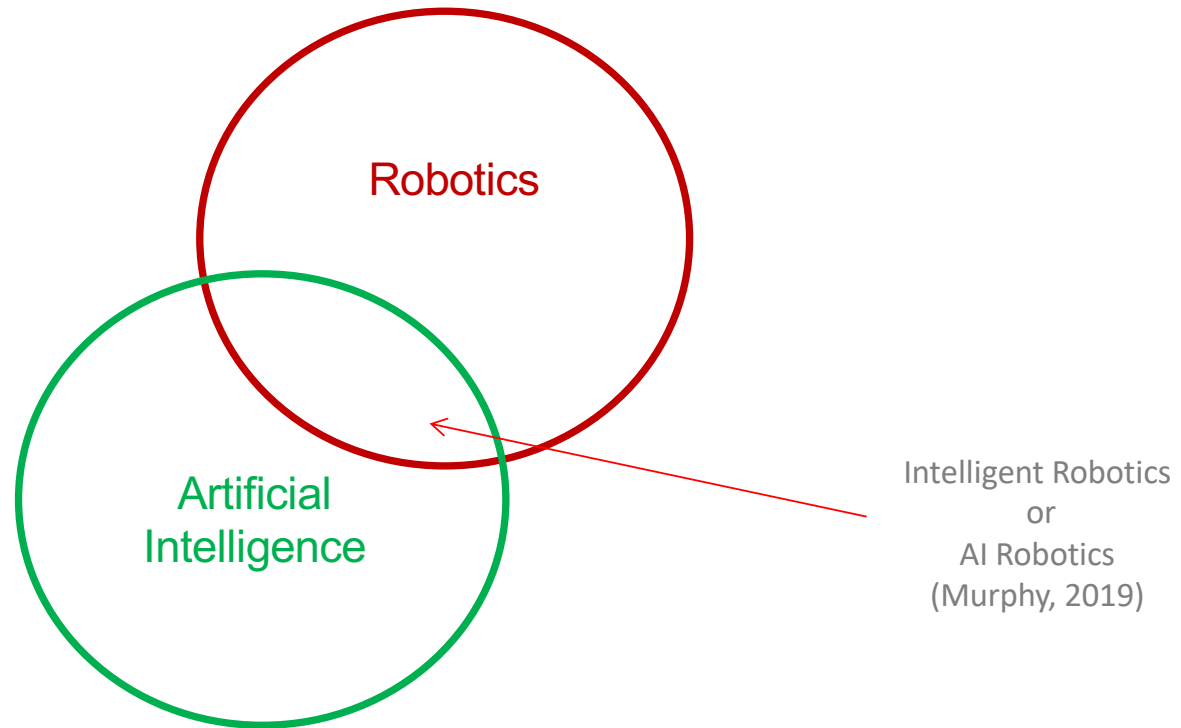 Robotics
Artificial
Intelligence
Intelligent Robotics
or
AI Robotics
(Murphy, 2019)